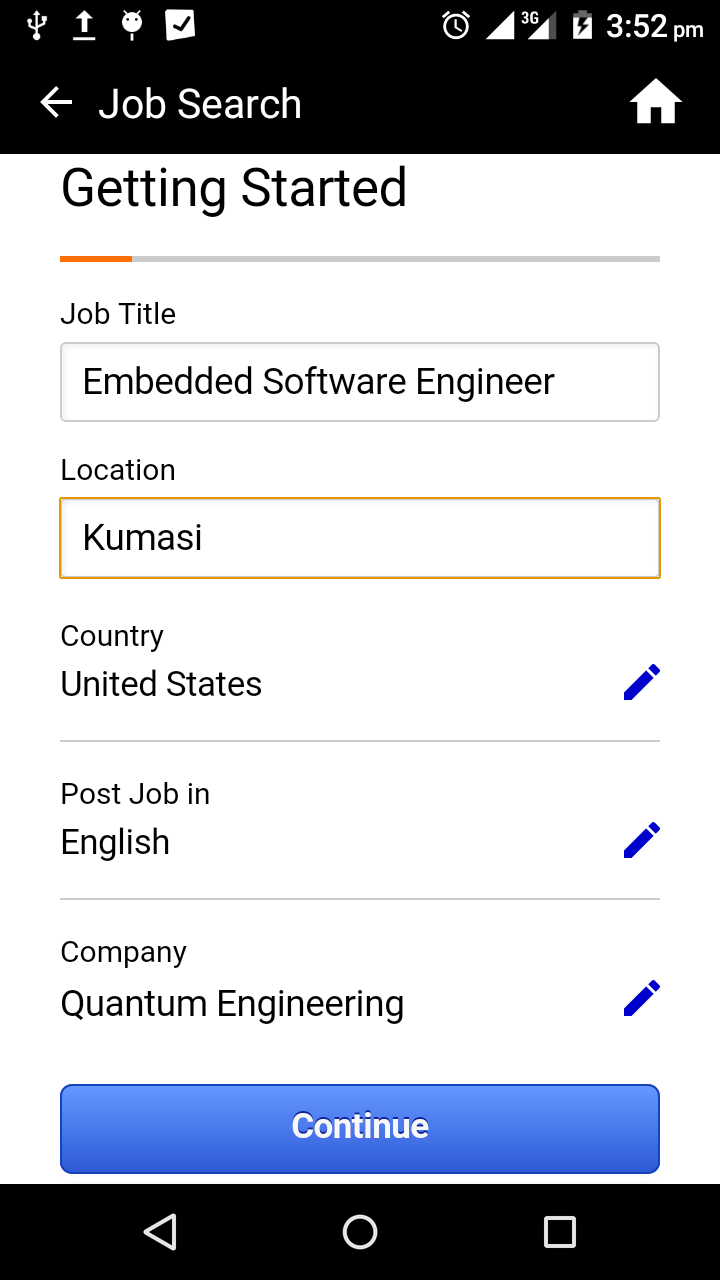 3G 3:52 pm
Job Search
Getting Started
Job Title
Embedded Software Engineer
Location
Kumasi
Country
United States
Post Job in
English
Company
Quantum Engineering
Continue